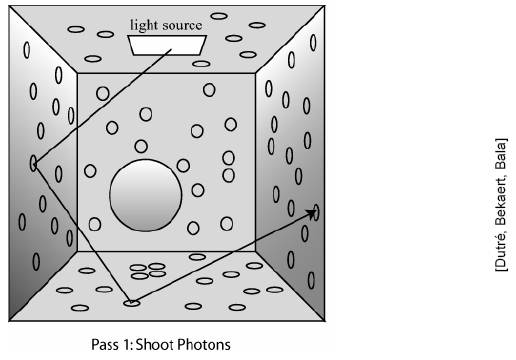 light source
[Dutré, Bekaert, Bala]
Pass 1: Shoot Photons